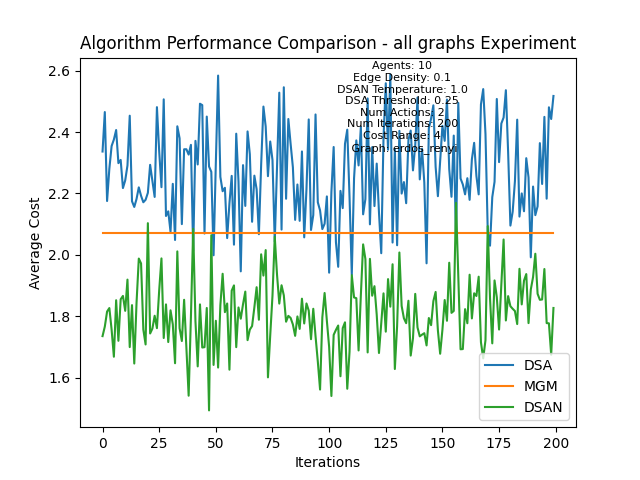 Algorithm Performance Comparison - all graphs Experiment
Agents: 10
Edge Density: 0.1
DSAN Temperature: 1.0
DSA Threshold: 0.25
Num Actions: 2
Num Iterations: 200
Cost Range: 4
Graph: erdos_renyi
Average Cost
2.6
2.4
2.2
2.0
1.8
1.6
0
25
50
75
100
125
150
175
200
Iterations
DSA
MGM
DSAN